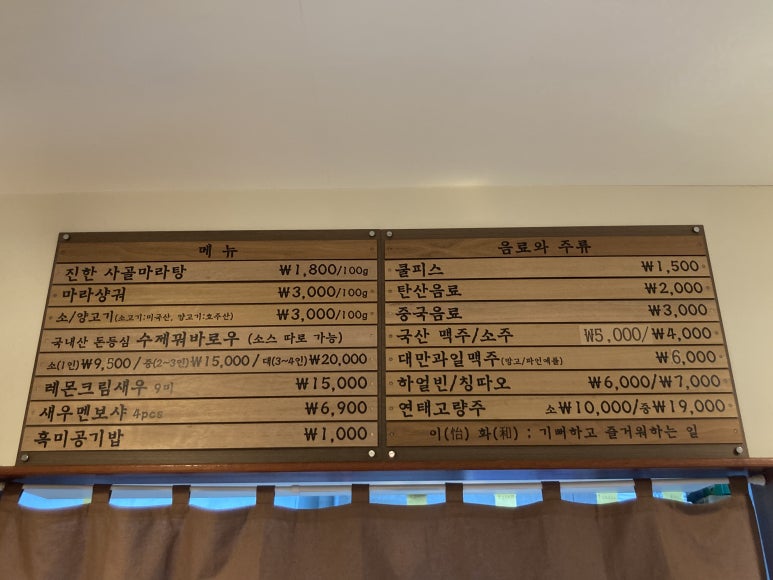 메 뉴
진한 사골마라탕 ₩1,800/100g
마라샹궈 ₩3,000/100g
소/양고기(소고기:미국산, 양고기:호주산) ₩3,000/100g
국내산 돈등심 수제꿔바로우 (소스 따로 가능)
소(1인)₩9,500 / 중(2~3인)₩15,000 / 대(3~4인)₩20,000
레몬크림새우 9미 ₩15,000
새우멘보샤 4pcs ₩6,900
흑미공기밥 ₩1,000
음료와 주류
쿨피스 ₩1,500
탄산음료 ₩2,000
중국음료 ₩3,000
국산 맥주/소주 ₩5,000/₩4,000
대만과일맥주(망고/파인애플) ₩6,000
하얼빈/칭따오 ₩6,000/₩7,000
연태고량주 소₩10,000/중₩19,000
이(怡) 화(和) : 기뻐하고 즐거워하는 일